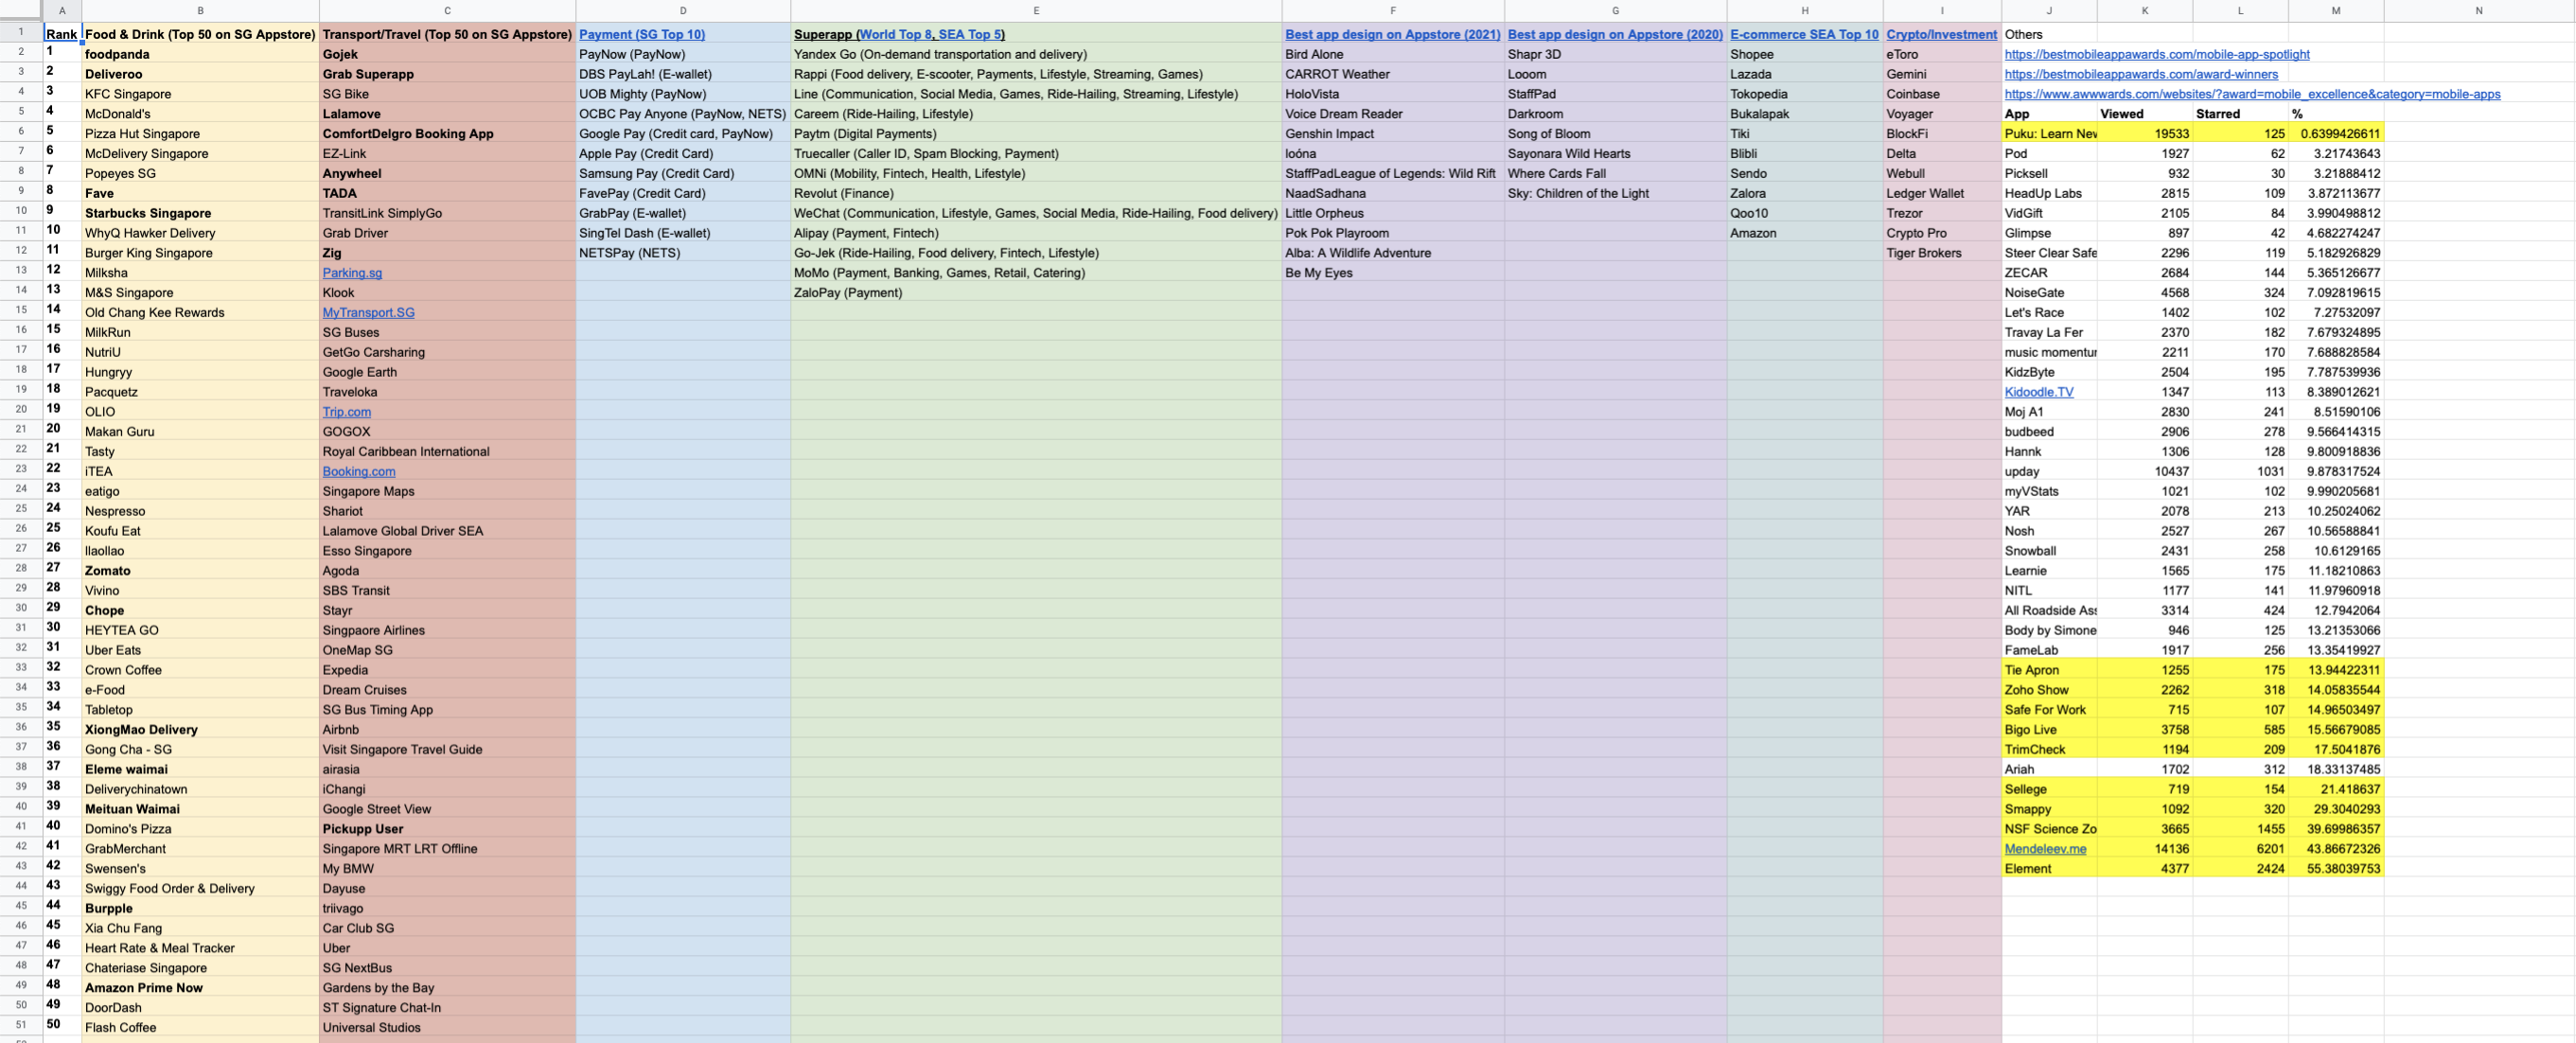 A B C D E F G H I J K L M N
1 Rank Food & Drink (Top 50 on SG Appstore) Transport/Travel (Top 50 on SG Appstore) Payment (SG Top 10) Superapp (World Top 8, SEA Top 5) Best app design on Appstore (2021) Best app design on Appstore (2020) E-commerce SEA Top 10 Crypto/Investment Others
2 1 foodpanda Gojek PayNow (PayNow) Yandex Go (On-demand transportation and delivery) Bird Alone Shapr 3D Shopee eToro https://bestmobileappawards.com/mobile-app-spotlight
3 2 Deliveroo Grab Superapp DBS PayLah! (E-wallet) Rappi (Food delivery, E-scooter, Payments, Lifestyle, Streaming, Games) CARROT Weather Looom Lazada Gemini https://bestmobileappawards.com/award-winners
4 3 KFC Singapore SG Bike UOB Mighty (PayNow) Line (Communication, Social Media, Games, Ride-Hailing, Streaming, Lifestyle) HoloVista StaffPad Tokopedia Coinbase https://www.awwwards.com/websites/?award=mobile_excellence&category=mobile-apps
5 4 McDonald's Lalamove OCBC Pay Anyone (PayNow, NETS) Careem (Ride-Hailing, Lifestyle) Voice Dream Reader Darkroom Bukalapak Voyager App Viewed Starred %
6 5 Pizza Hut Singapore ComfortDelgro Booking App Google Pay (Credit card, PayNow) Paytm (Digital Payments) Genshin Impact Song of Bloom Tiki BlockFi Puku: Learn Nev 19533 125 0.6399426611
7 6 McDelivery Singapore EZ-Link Apple Pay (Credit Card) Truecaller (Caller ID, Spam Blocking, Payment) Ioóna Sayonara Wild Hearts Blibli Delta Pod 1927 62 3.21743643
8 7 Popeyes SG Anywheel Samsung Pay (Credit Card) OMNi (Mobility, Fintech, Health, Lifestyle) StaffPadLeague of Legends: Wild Rift Where Cards Fall Sendo Webull Picksell 932 30 3.21888412
9 8 Fave TADA FavePay (Credit Card) Revolut (Finance) NaadSadhana Sky: Children of the Light Zalora Ledger Wallet HeadUp Labs 2815 109 3.872113677
10 9 Starbucks Singapore TransitLink SimplyGo GrabPay (E-wallet) WeChat (Communication, Lifestyle, Games, Social Media, Ride-Hailing, Food delivery) Little Orpheus Qoo10 Trezor VidGift 2105 84 3.990498812
11 10 WhyQ Hawker Delivery Grab Driver SingTel Dash (E-wallet) Alipay (Payment, Fintech) Pok Pok Playroom Amazon Crypto Pro Glimpse 897 42 4.682274247
12 11 Burger King Singapore Zig NETSPay (NETS) Go-Jek (Ride-Hailing, Food delivery, Fintech, Lifestyle) Alba: A Wildlife Adventure Tiger Brokers Steer Clear Safe 2296 119 5.182926829
13 12 Milksha Parking.sg MoMo (Payment, Banking, Games, Retail, Catering) Be My Eyes ZECAR 2684 144 5.365126677
14 13 M&S Singapore Klook ZaloPay (Payment) NoiseGate 4568 324 7.092819615
15 14 Old Chang Kee Rewards MyTransport.SG Let's Race 1402 102 7.27532097
16 15 MilkRun SG Buses Travay La Fer 2370 182 7.679324895
17 16 NutriU GetGo Carsharing music momentur 2211 170 7.688828584
18 17 Hungryy Google Earth KidzByte 2504 195 7.787539936
19 18 Pacquetz Traveloka Kidoodle.TV 1347 113 8.389012621
20 19 OLIO Trip.com Moj A1 2830 241 8.51590106
21 20 Makan Guru GOGOX budbeed 2906 278 9.566414315
22 21 Tasty Royal Caribbean International Hannk 1306 128 9.800918836
23 22 iTEA Booking.com upday 10437 1031 9.878317524
24 23 eatigo Singapore Maps myVStats 1021 102 9.990205681
25 24 Nespresso Shariot YAR 2078 213 10.25024062
26 25 Koufu Eat Lalamove Global Driver SEA Nosh 2527 267 10.56588841
27 26 llaollao Esso Singapore Snowball 2431 258 10.6129165
28 27 Zomato Agoda Learnie 1565 175 11.18210863
29 28 Vivino SBS Transit NITL 1177 141 11.97960918
30 29 Chope Stayr All Roadside Ass 3314 424 12.7942064
31 30 HEYTEA GO Singpaore Airlines Body by Simone 946 125 13.21353066
32 31 Uber Eats OneMap SG FameLab 1917 256 13.35419927
33 32 Crown Coffee Expedia Tie Apron 1255 175 13.94422311
34 33 e-Food Dream Cruises Zoho Show 2262 318 14.05835544
35 34 Tabletop SG Bus Timing App Safe For Work 715 107 14.96503497
36 35 XiongMao Delivery Airbnb Bigo Live 3758 585 15.56679085
37 36 Gong Cha - SG Visit Singapore Travel Guide TrimCheck 1194 209 17.5041876
38 37 Eleme waimai airasia Ariah 1702 312 18.33137485
39 38 Deliverychinatown iChangi Sellege 719 154 21.418637
40 39 Meituan Waimai Google Street View Smappy 1092 320 29.3040293
41 40 Domino's Pizza Pickupp User NSF Science Zo 3665 1455 39.69986357
42 41 GrabMerchant Singapore MRT LRT Offline Mendeleev.me 14136 6201 43.86672326
43 42 Swensen's My BMW Element 4377 2424 55.38039753
44 43 Swiggy Food Order & Delivery Dayuse
45 44 Burpple triivago
46 45 Xia Chu Fang Car Club SG
47 46 Heart Rate & Meal Tracker Uber
48 47 Chateriase Singapore SG NextBus
49 48 Amazon Prime Now Gardens by the Bay
50 49 DoorDash ST Signature Chat-In
51 50 Flash Coffee Universal Studios